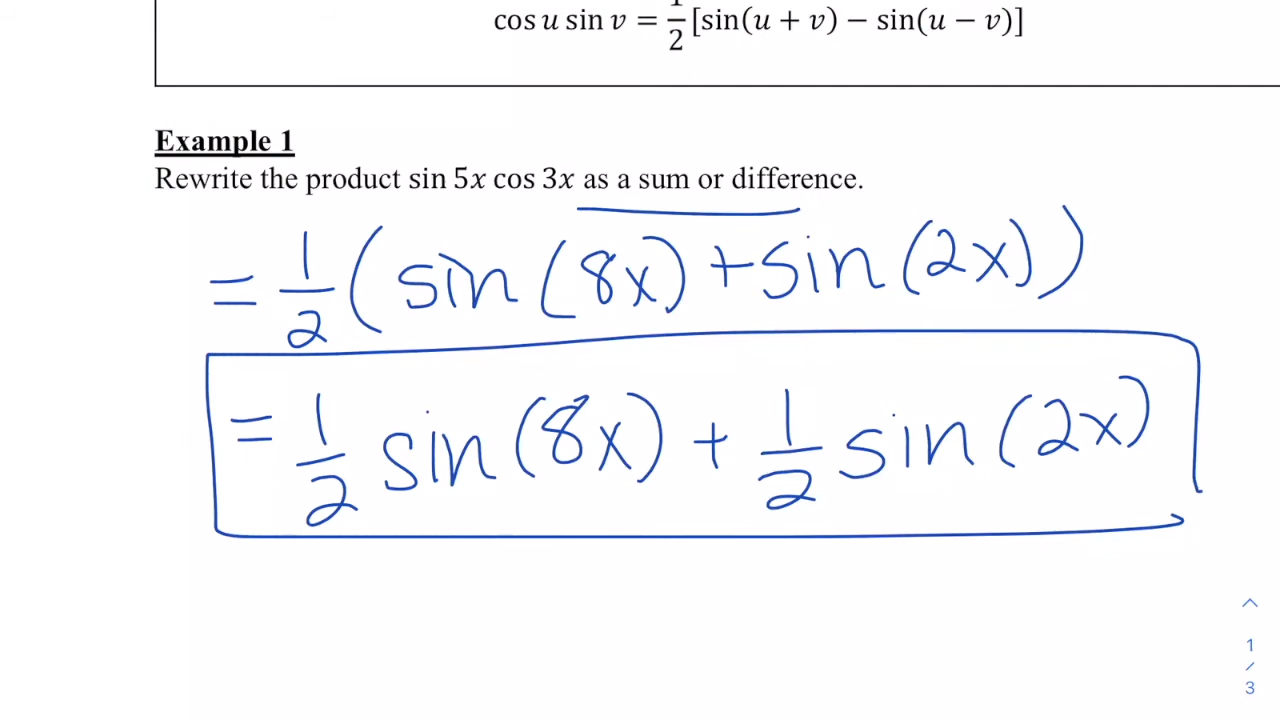 cos u sin v = 1/2 [sin(u + v) − sin(u − v)]
Example 1
Rewrite the product sin 5x cos 3x as a sum or difference.
= 1/2 (sin (8x) + sin (2x))
= 1/2 sin (8x) + 1/2 sin (2x)
1
/
3